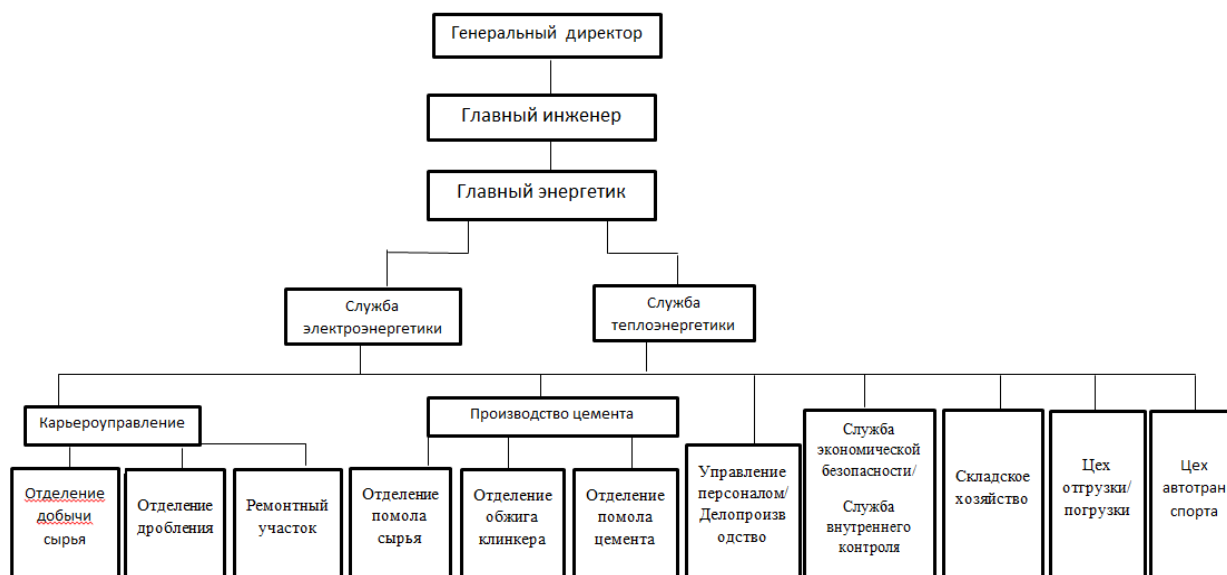 Генеральный директор
Главный инженер
Главный энергетик
Служба
электроэнергетики
Служба
теплоэнергетики
Карьероуправление
Производство цемента
Отделение
добычи
сырья
Отделение
дробления
Ремонтный
участок
Отделение
помола
сырья
Отделение
обжига
клинкера
Отделение
помола
цемента
Управление
персоналом/
Делопроизв
одство
Служба
экономической
безопасности/
Служба
внутреннего
контроля
Складское
хозяйство
Цех
отгрузки/
погрузки
Цех
автотран
спорта